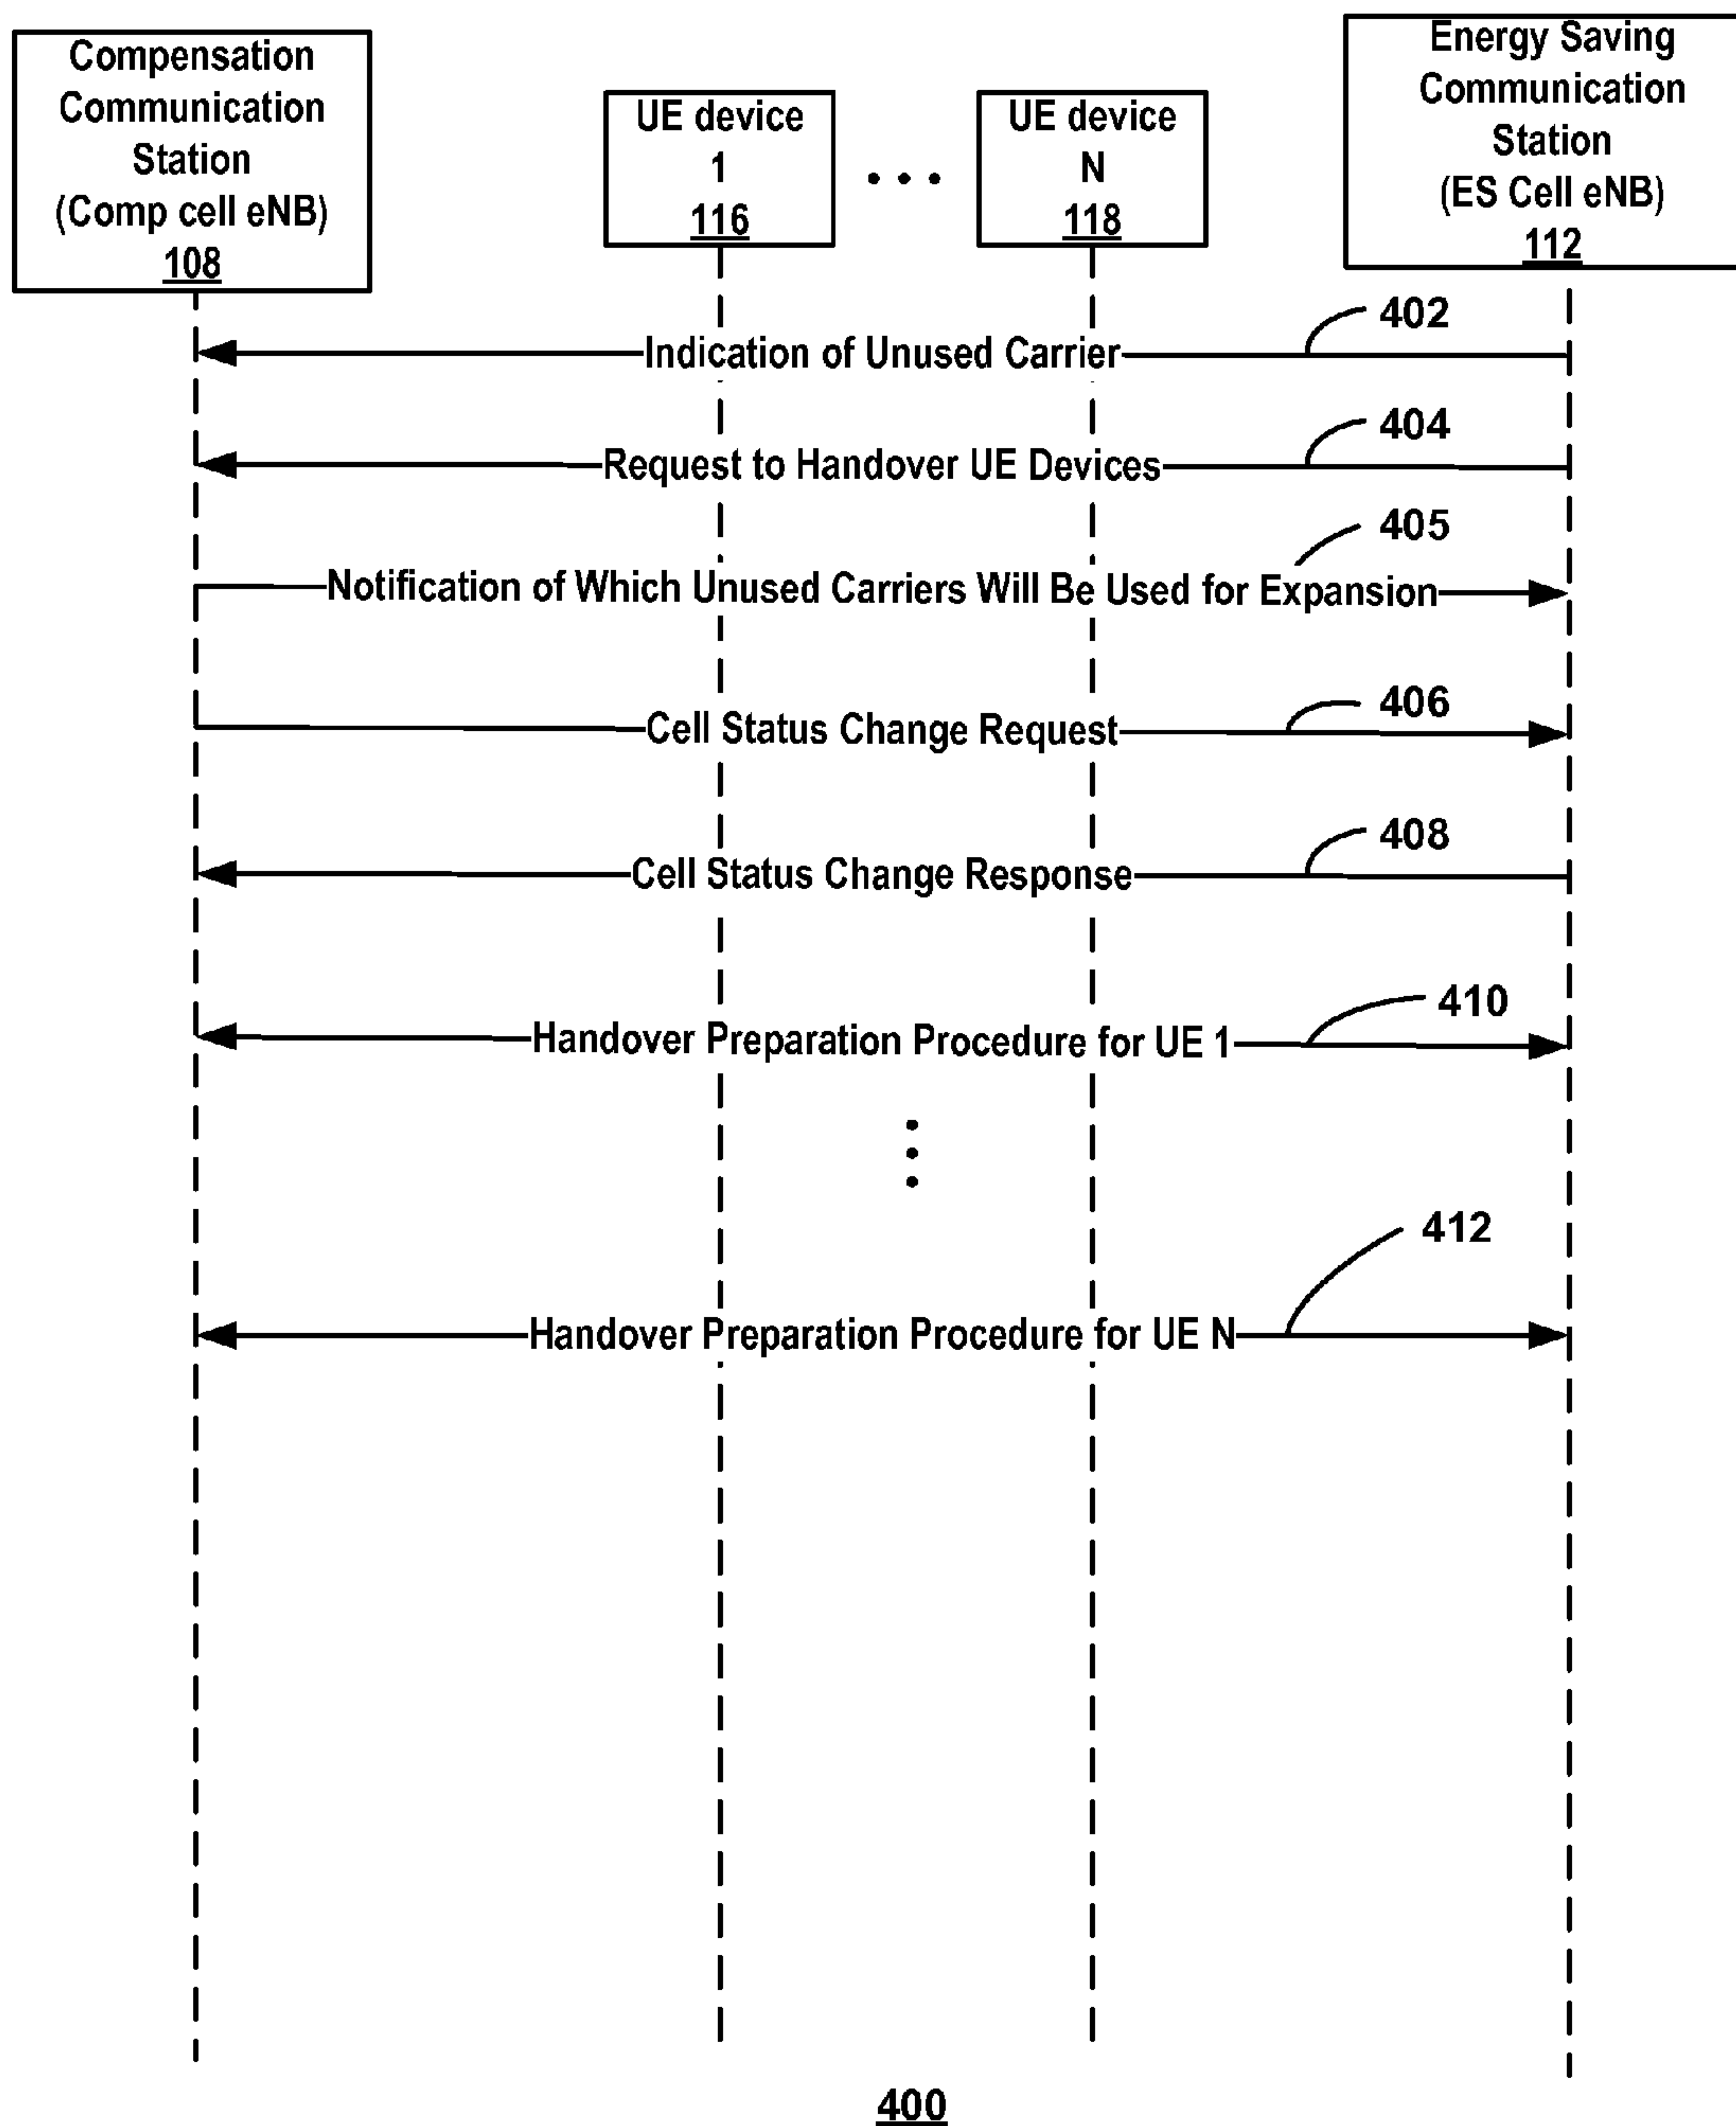 Compensation
Communication
Station
(Comp cell eNB)
108
UE device
1
116
UE device
N
118
Energy Saving
Communication
Station
(ES Cell eNB)
112
402
Indication of Unused Carrier
404
Request to Handover UE Devices
405
Notification of Which Unused Carriers Will Be Used for Expansion
406
Cell Status Change Request
408
Cell Status Change Response
410
Handover Preparation Procedure for UE 1
412
Handover Preparation Procedure for UE N
400